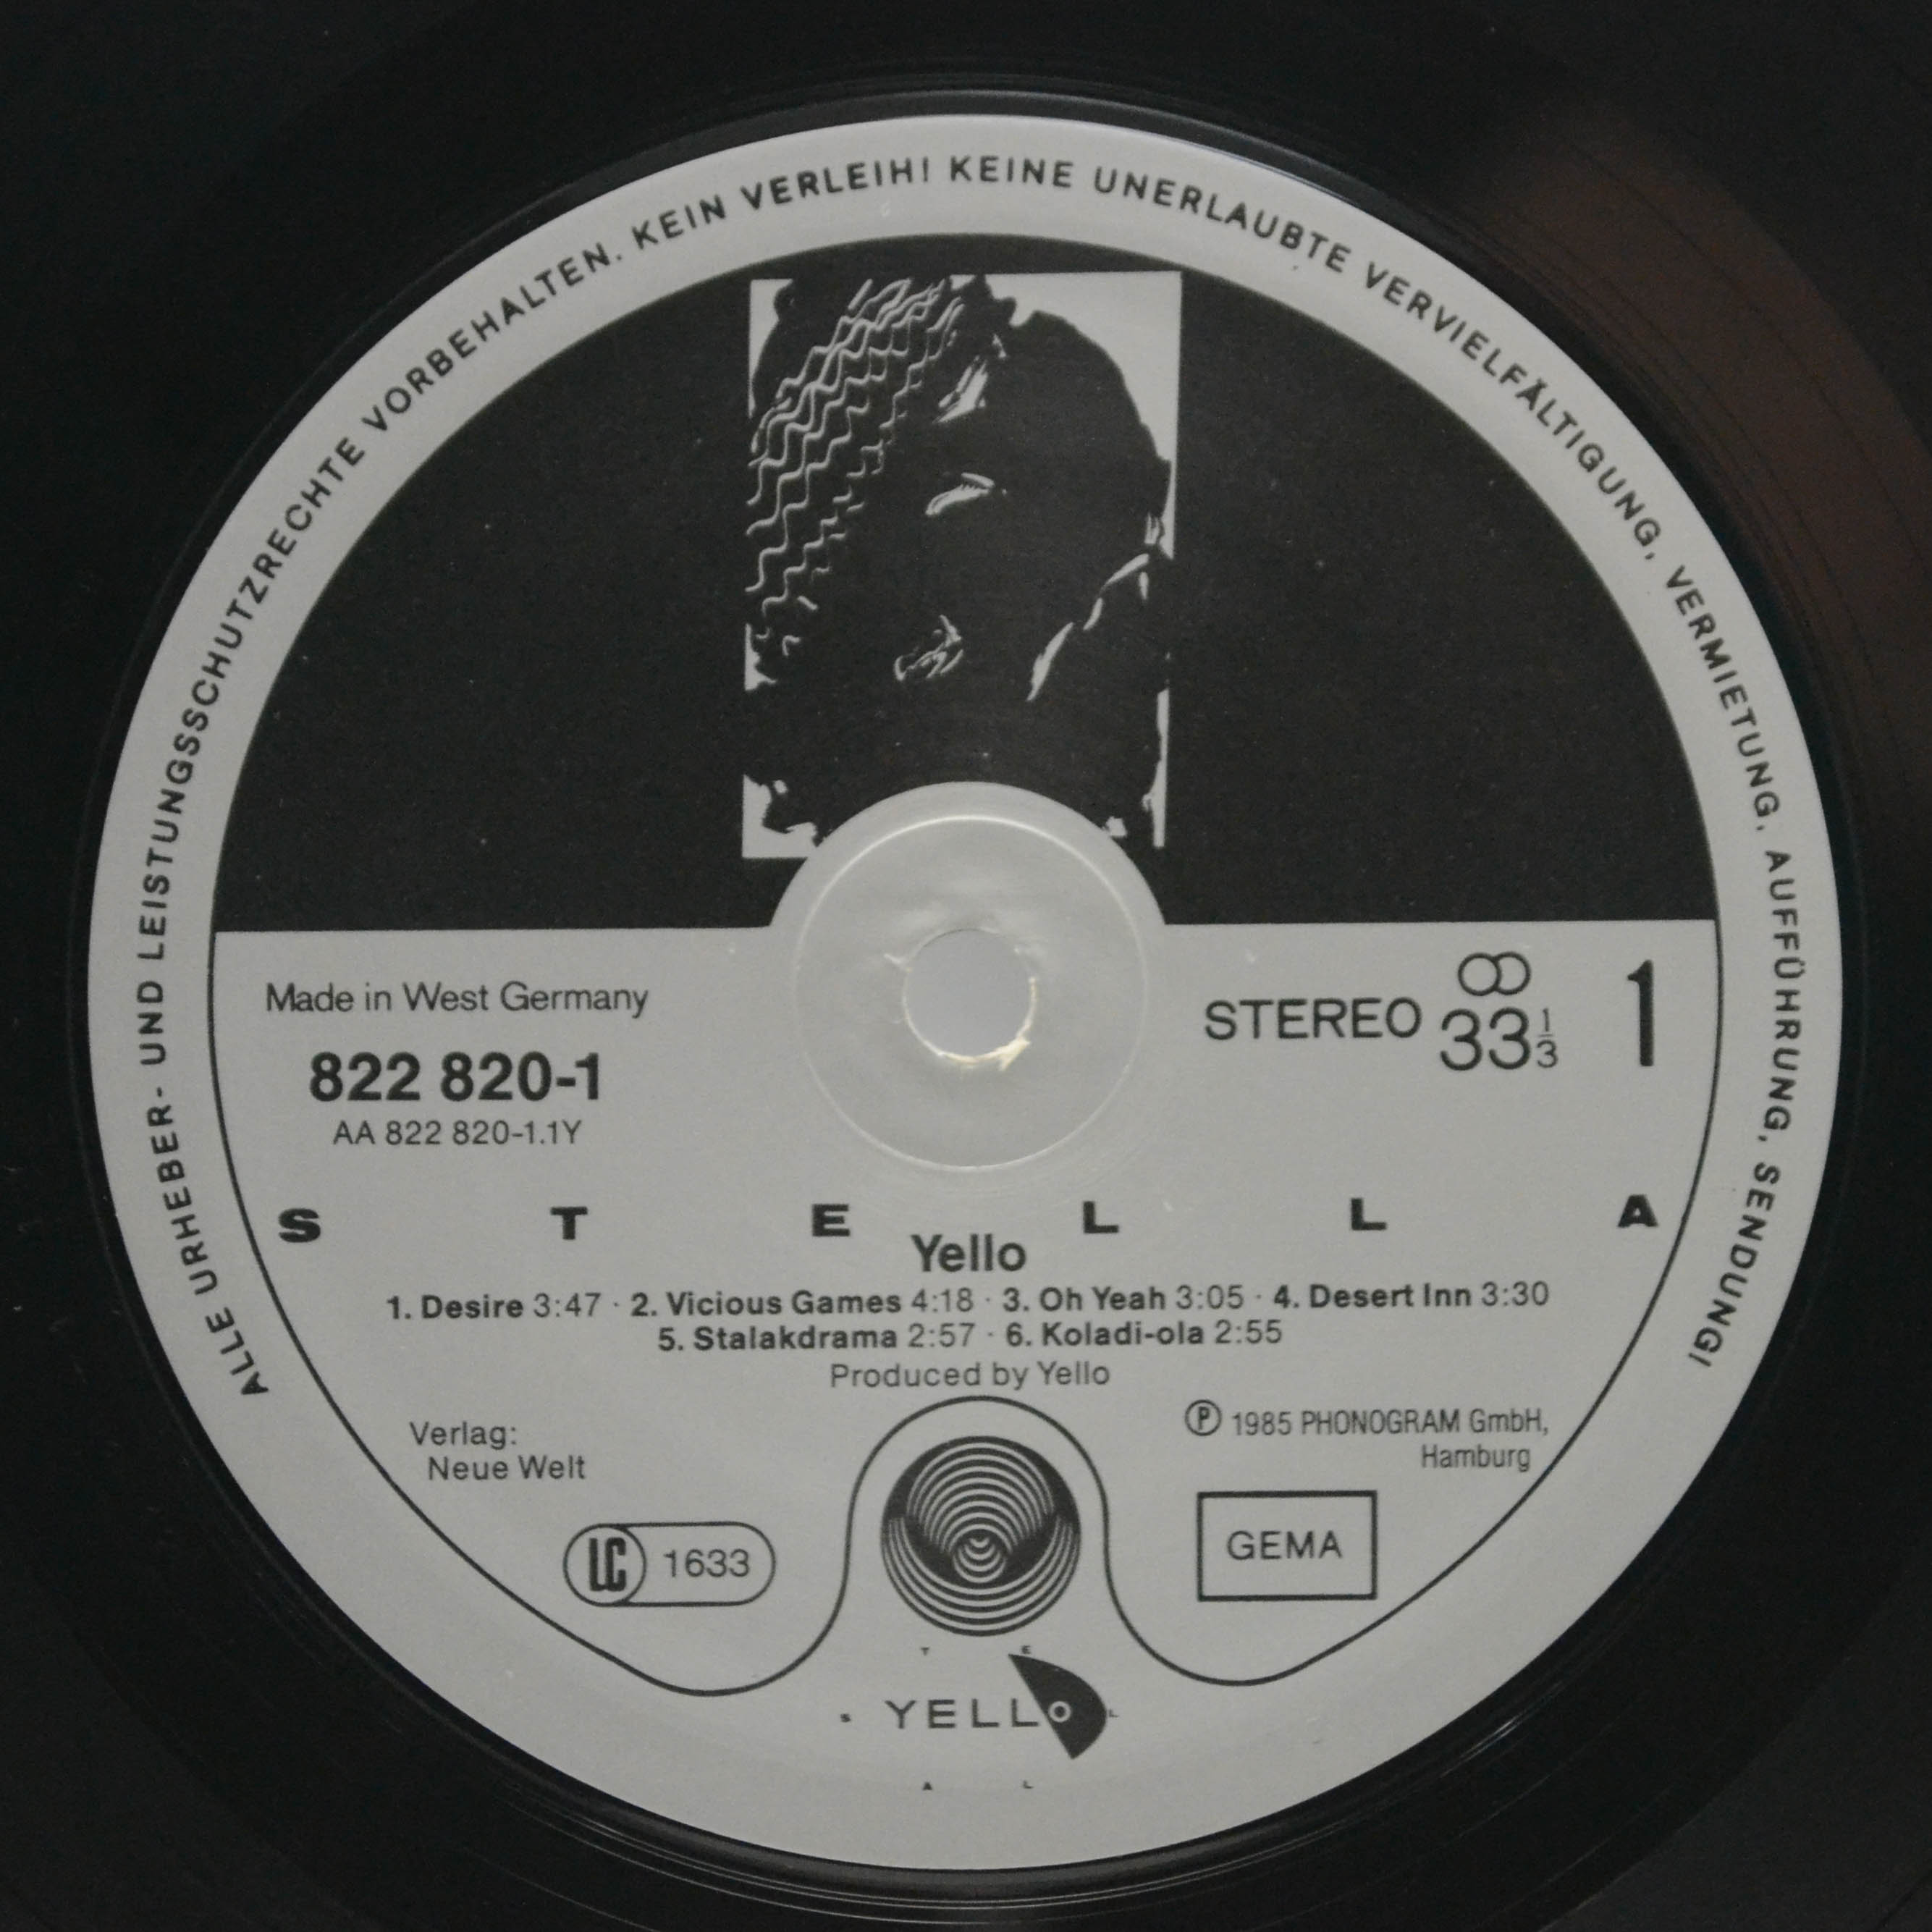 ALLE URHEBER- UND LEISTUNGSSCHUTZRECHTE VORBEHALTEN. KEIN VERLEIH! KEINE UNERLAUBTE VERVIELFÄLTIGUNG, VERMIETUNG, AUFFÜHRUNG, SENDUNG!
Made in West Germany
822 820-1
AA 822 820-1.1Y
STEREO 33 1/3
1
S T E L L A
Yello
1. Desire 3:47 · 2. Vicious Games 4:18 · 3. Oh Yeah 3:05 · 4. Desert Inn 3:30
5. Stalakdrama 2:57 · 6. Koladi-ola 2:55
Produced by Yello
Verlag:
Neue Welt
Ⓟ 1985 PHONOGRAM GmbH,
Hamburg
LC 1633
GEMA
S T E L L A
YELLO